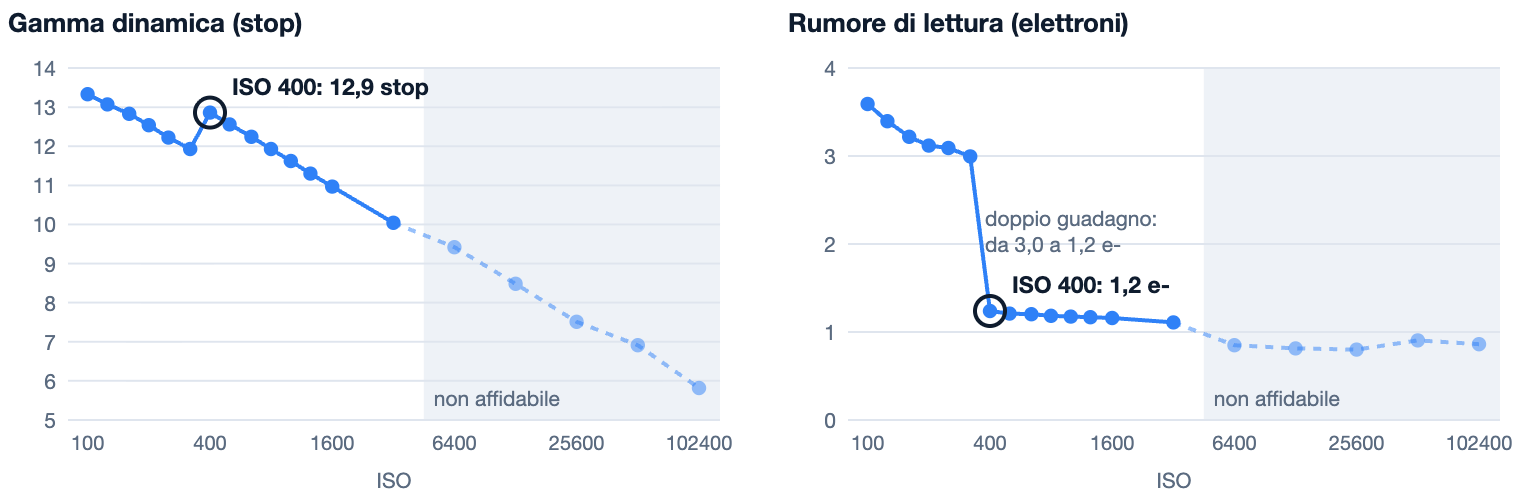 Gamma dinamica (stop)
14
13
12
11
10
9
8
7
6
5
ISO 400: 12,9 stop
non affidabile
100
400
1600
6400
25600
102400
ISO
Rumore di lettura (elettroni)
4
3
2
1
0
doppio guadagno:
da 3,0 a 1,2 e-
ISO 400: 1,2 e-
non affidabile
100
400
1600
6400
25600
102400
ISO